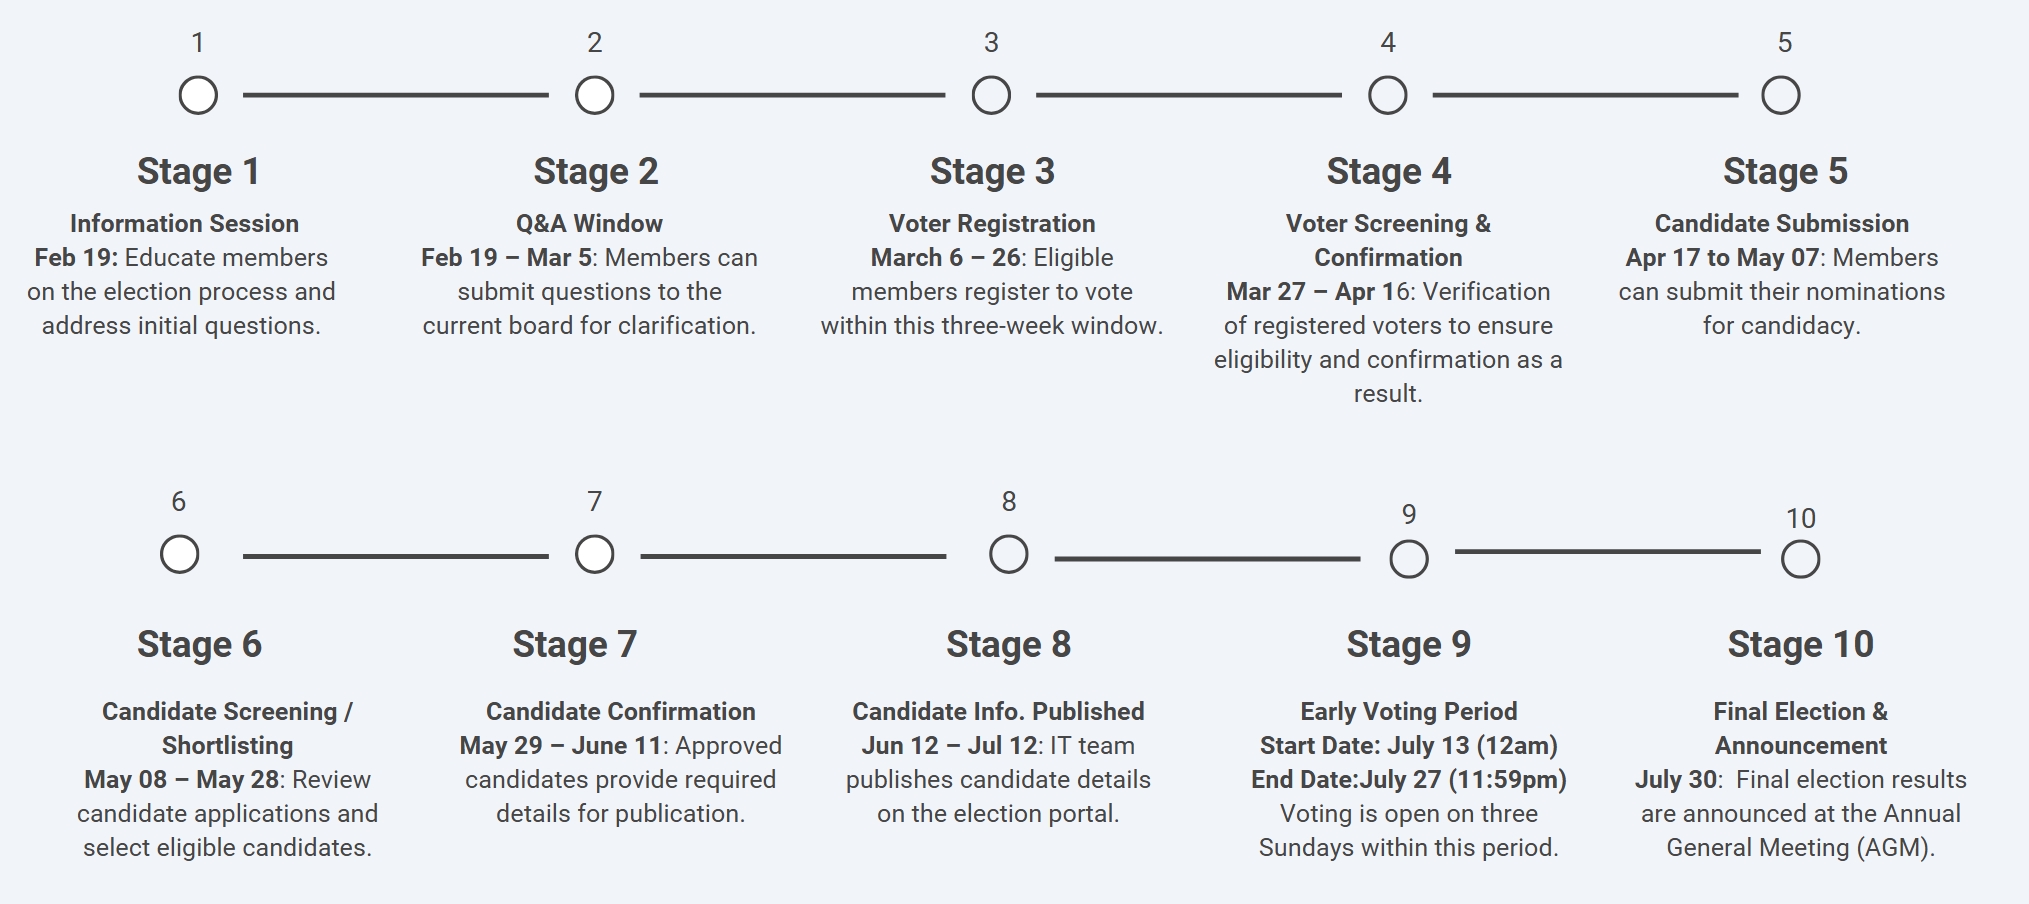 1
2
3
4
5
Stage 1
Information Session
Feb 19: Educate members
on the election process and
address initial questions.
Stage 2
Q&A Window
Feb 19 – Mar 5: Members can
submit questions to the
current board for clarification.
Stage 3
Voter Registration
March 6 – 26: Eligible
members register to vote
within this three-week window.
Stage 4
Voter Screening &
Confirmation
Mar 27 – Apr 16: Verification
of registered voters to ensure
eligibility and confirmation as a
result.
Stage 5
Candidate Submission
Apr 17 to May 07: Members
can submit their nominations
for candidacy.
6
7
8
9
10
Stage 6
Candidate Screening /
Shortlisting
May 08 – May 28: Review
candidate applications and
select eligible candidates.
Stage 7
Candidate Confirmation
May 29 – June 11: Approved
candidates provide required
details for publication.
Stage 8
Candidate Info. Published
Jun 12 – Jul 12: IT team
publishes candidate details
on the election portal.
Stage 9
Early Voting Period
Start Date: July 13 (12am)
End Date:July 27 (11:59pm)
Voting is open on three
Sundays within this period.
Stage 10
Final Election &
Announcement
July 30:  Final election results
are announced at the Annual
General Meeting (AGM).